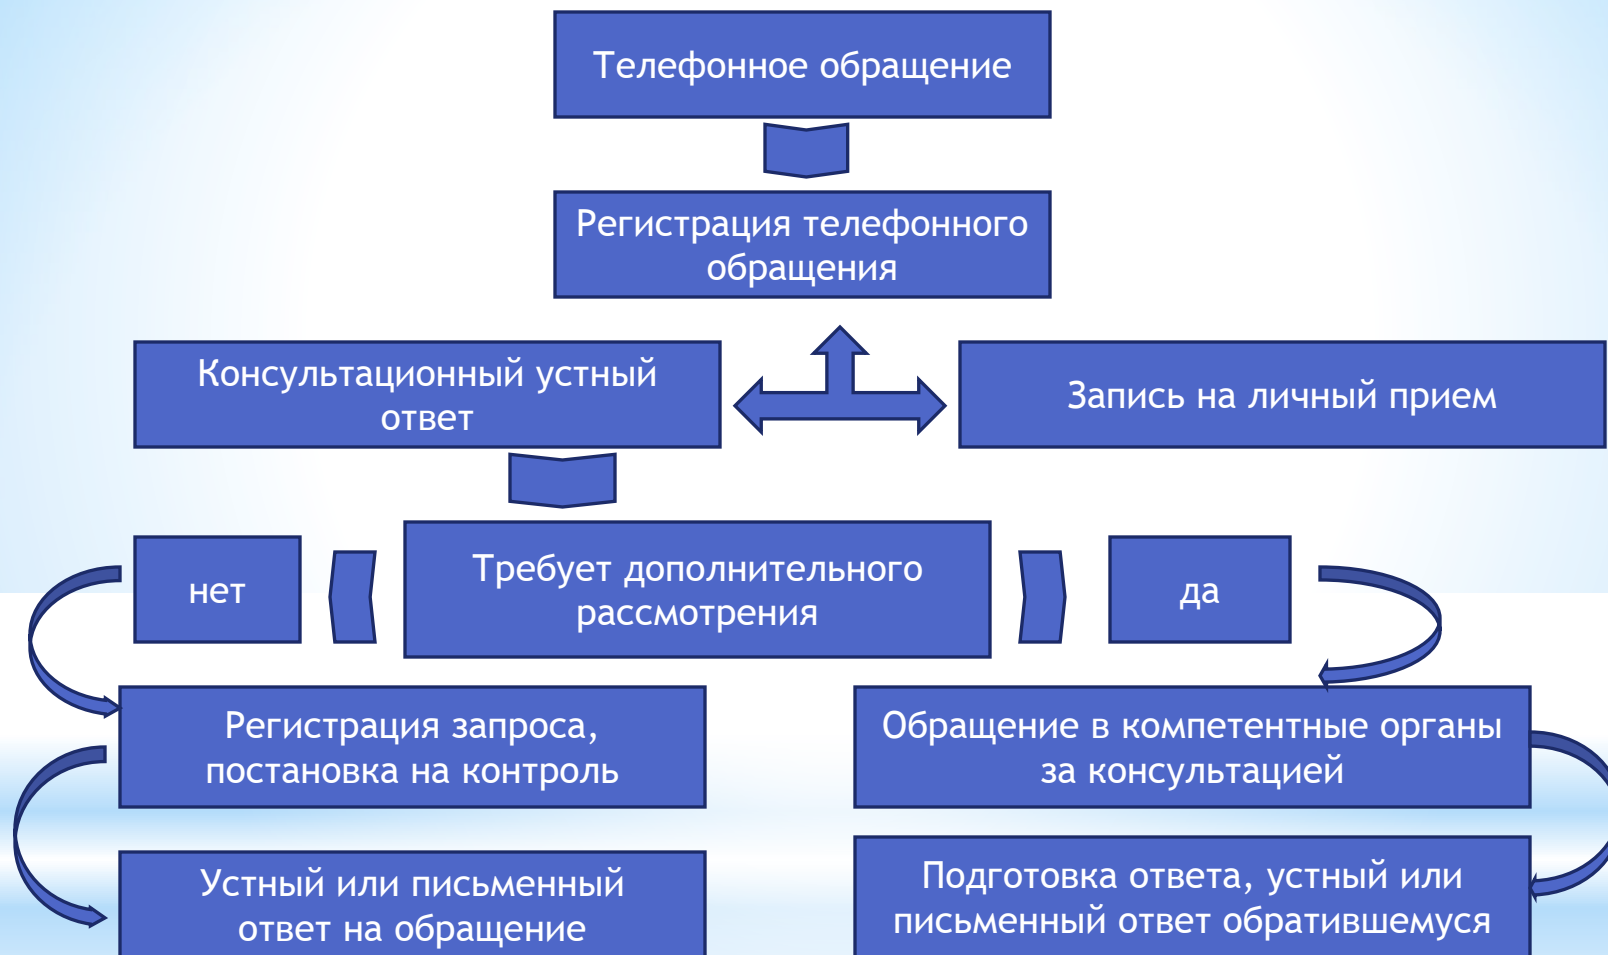 Телефонное обращение
Регистрация телефонного
обращения
Консультационный устный
ответ
Запись на личный прием
нет
Требует дополнительного
рассмотрения
да
Регистрация запроса,
постановка на контроль
Обращение в компетентные органы
за консультацией
Устный или письменный
ответ на обращение
Подготовка ответа, устный или
письменный ответ обратившемуся